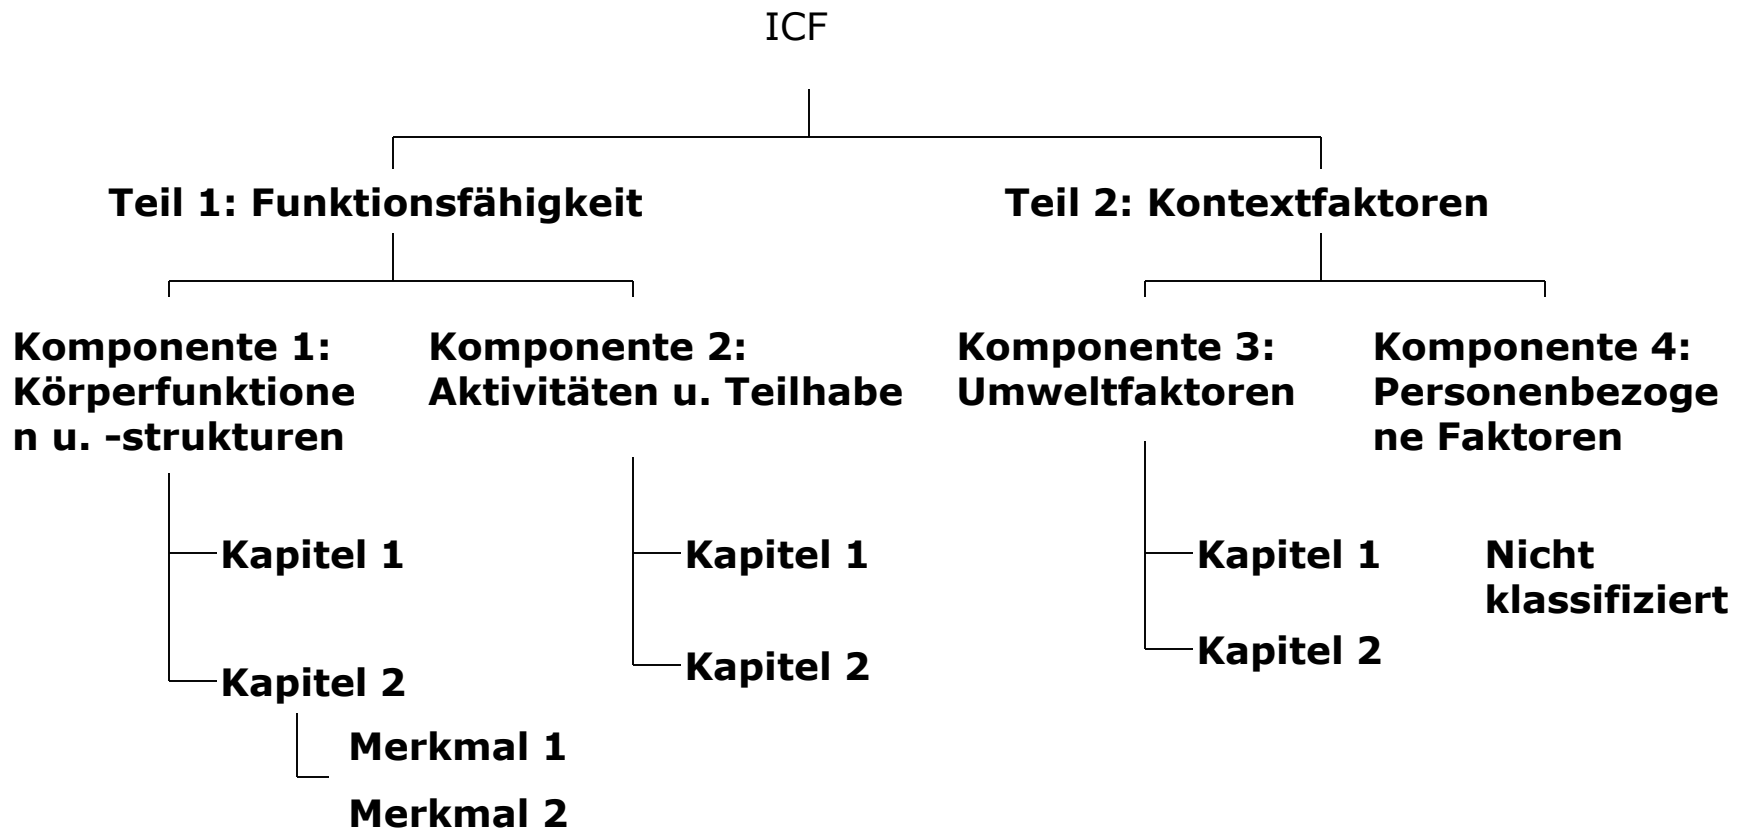 ICF
Teil 1: Funktionsfähigkeit
Teil 2: Kontextfaktoren
Komponente 1:
Körperfunktione
n u. -strukturen
Komponente 2:
Aktivitäten u. Teilhabe
Komponente 3:
Umweltfaktoren
Komponente 4:
Personenbezoge
ne Faktoren
Kapitel 1
Kapitel 2
Merkmal 1
Merkmal 2
Kapitel 1
Kapitel 2
Kapitel 1
Kapitel 2
Nicht
klassifiziert